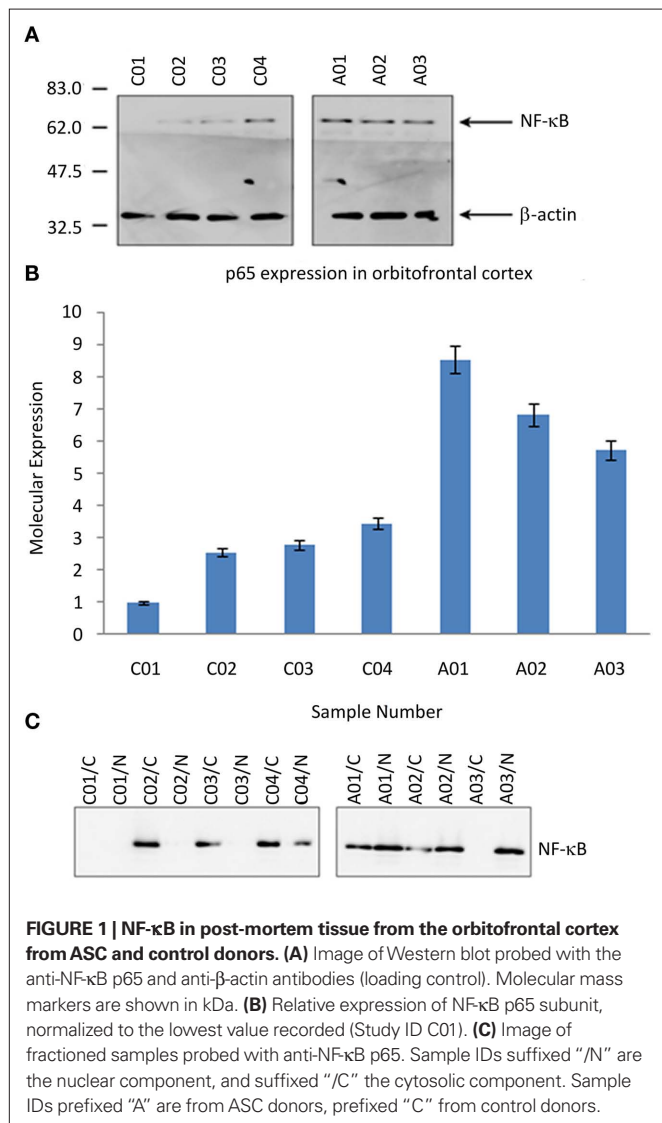 A
C01 C02 C03 C04 A01 A02 A03
83.0
62.0
47.5
32.5
NF-κB
β-actin
B
p65 expression in orbitofrontal cortex
Molecular Expression
10
9
8
7
6
5
4
3
2
1
0
C01 C02 C03 C04 A01 A02 A03
Sample Number
C
C01/C C01/N C02/C C02/N C03/C C03/N C04/C C04/N A01/C A01/N A02/C A02/N A03/C A03/N
NF-κB
FIGURE 1 | NF-κB in post-mortem tissue from the orbitofrontal cortex
from ASC and control donors. (A) Image of Western blot probed with the
anti-NF-κB p65 and anti-β-actin antibodies (loading control). Molecular mass
markers are shown in kDa. (B) Relative expression of NF-κB p65 subunit,
normalized to the lowest value recorded (Study ID C01). (C) Image of
fractioned samples probed with anti-NF-κB p65. Sample IDs suffixed “/N” are
the nuclear component, and suffixed “/C” the cytosolic component. Sample
IDs prefixed “A” are from ASC donors, prefixed “C” from control donors.